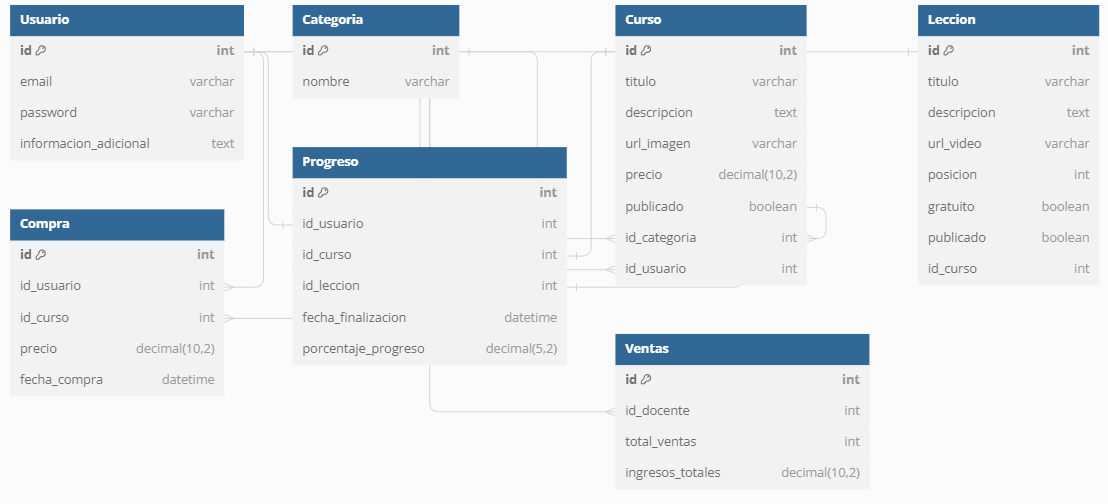 Usuario
id int
email varchar
password varchar
informacion_adicional text
Categoria
id int
nombre varchar
Curso
id int
titulo varchar
descripcion text
url_imagen varchar
precio decimal(10,2)
publicado boolean
id_categoria int
id_usuario int
Leccion
id int
titulo varchar
descripcion text
url_video varchar
posicion int
gratuito boolean
publicado boolean
id_curso int
Progreso
id int
id_usuario int
id_curso int
id_leccion int
fecha_finalizacion datetime
porcentaje_progreso decimal(5,2)
Compra
id int
id_usuario int
id_curso int
precio decimal(10,2)
fecha_compra datetime
Ventas
id int
id_docente int
total_ventas int
ingresos_totales decimal(10,2)